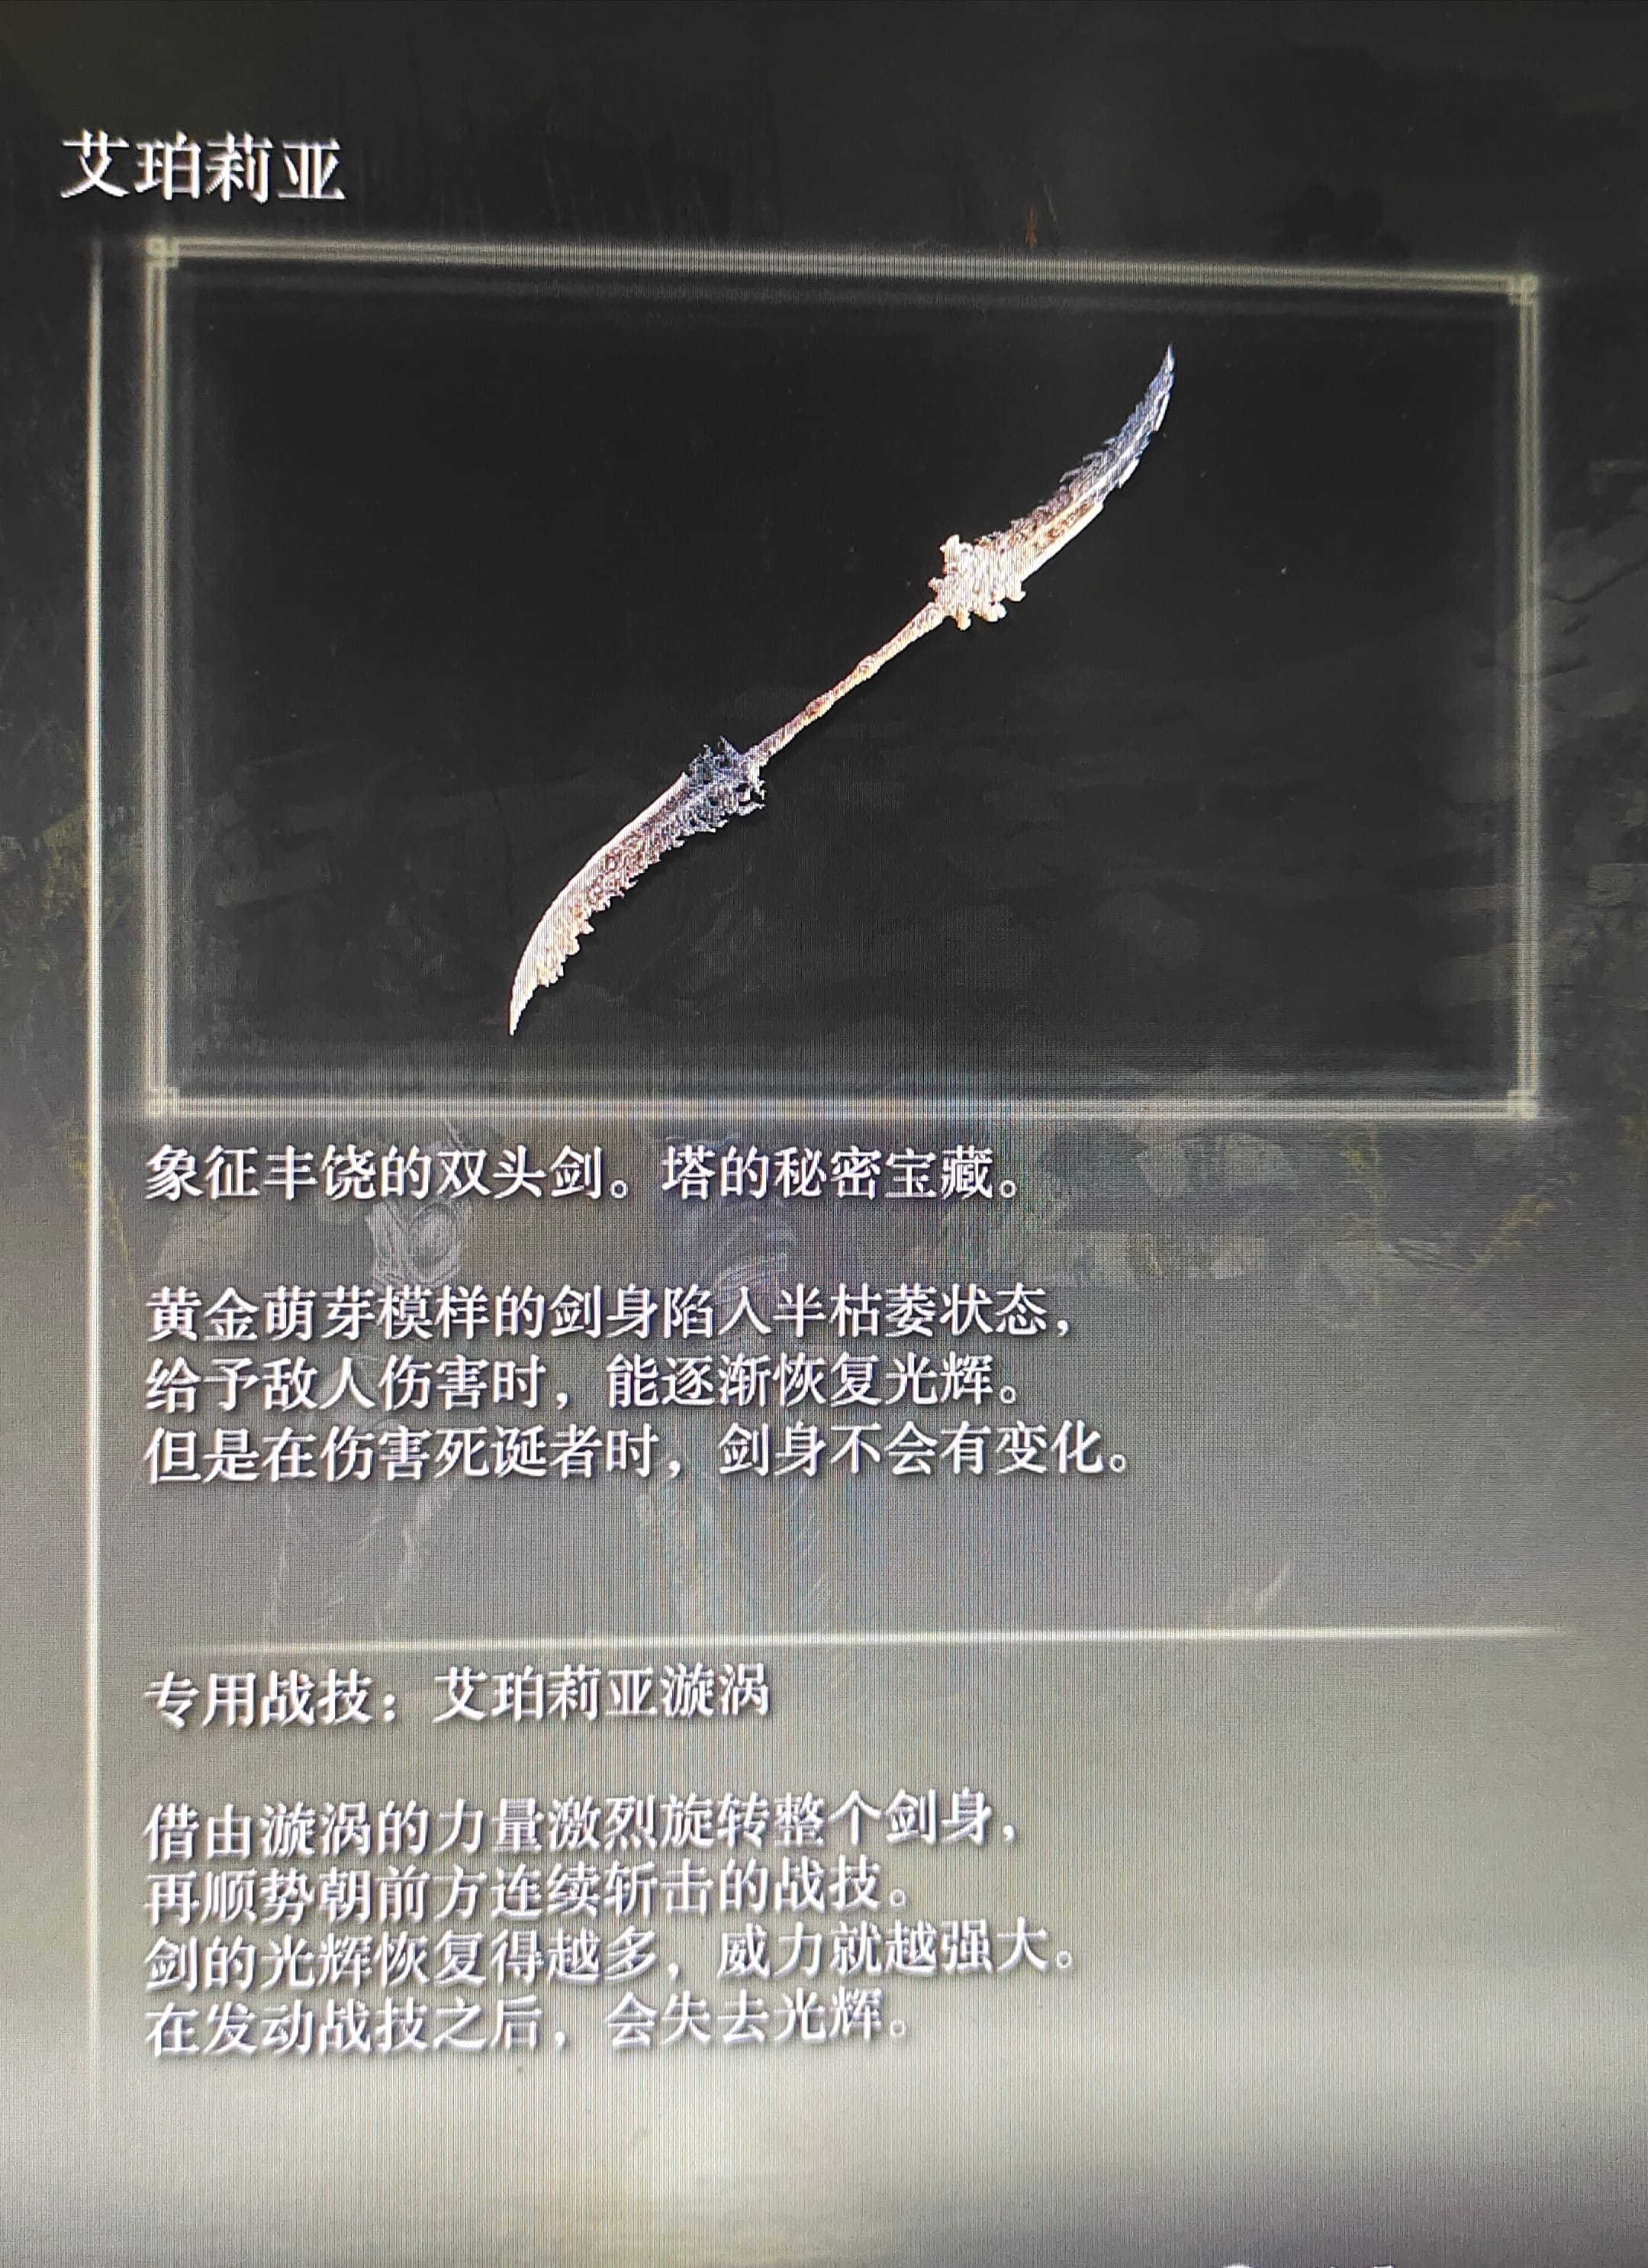 艾珀莉亚
象征丰饶的双头剑。塔的秘密宝藏。
黄金萌芽模样的剑身陷入半枯萎状态，
给予敌人伤害时，能逐渐恢复光辉。
但是在伤害死诞者时，剑身不会有变化。
专用战技：艾珀莉亚漩涡
借由漩涡的力量激烈旋转整个剑身，
再顺势朝前方连续斩击的战技。
剑的光辉恢复得越多，威力就越强大。
在发动战技之后，会失去光辉。